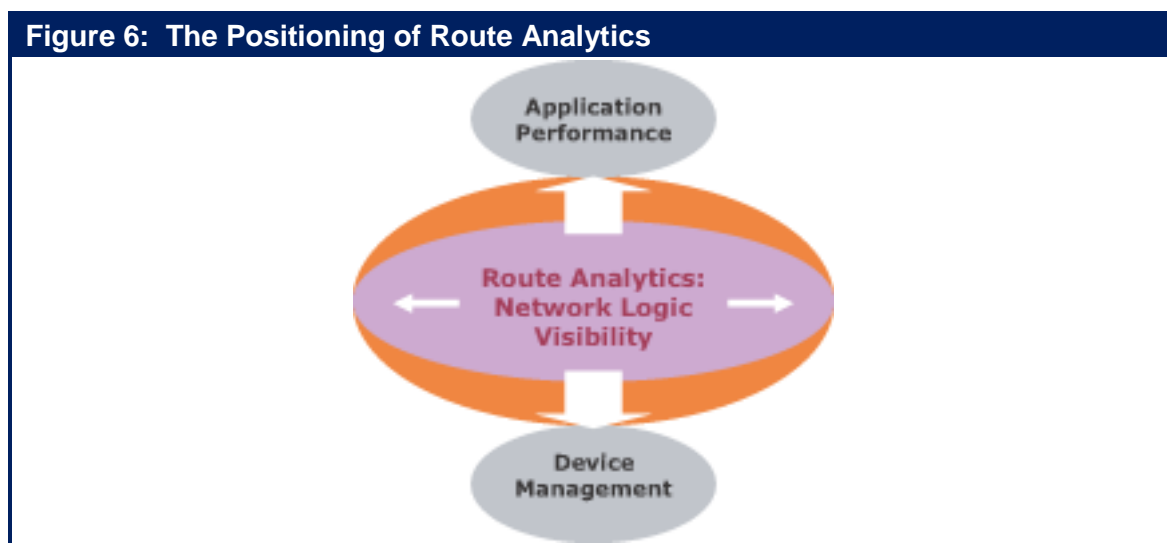 Figure 6: The Positioning of Route Analytics
Application
Performance
Route Analytics:
Network Logic
Visibility
Device
Management